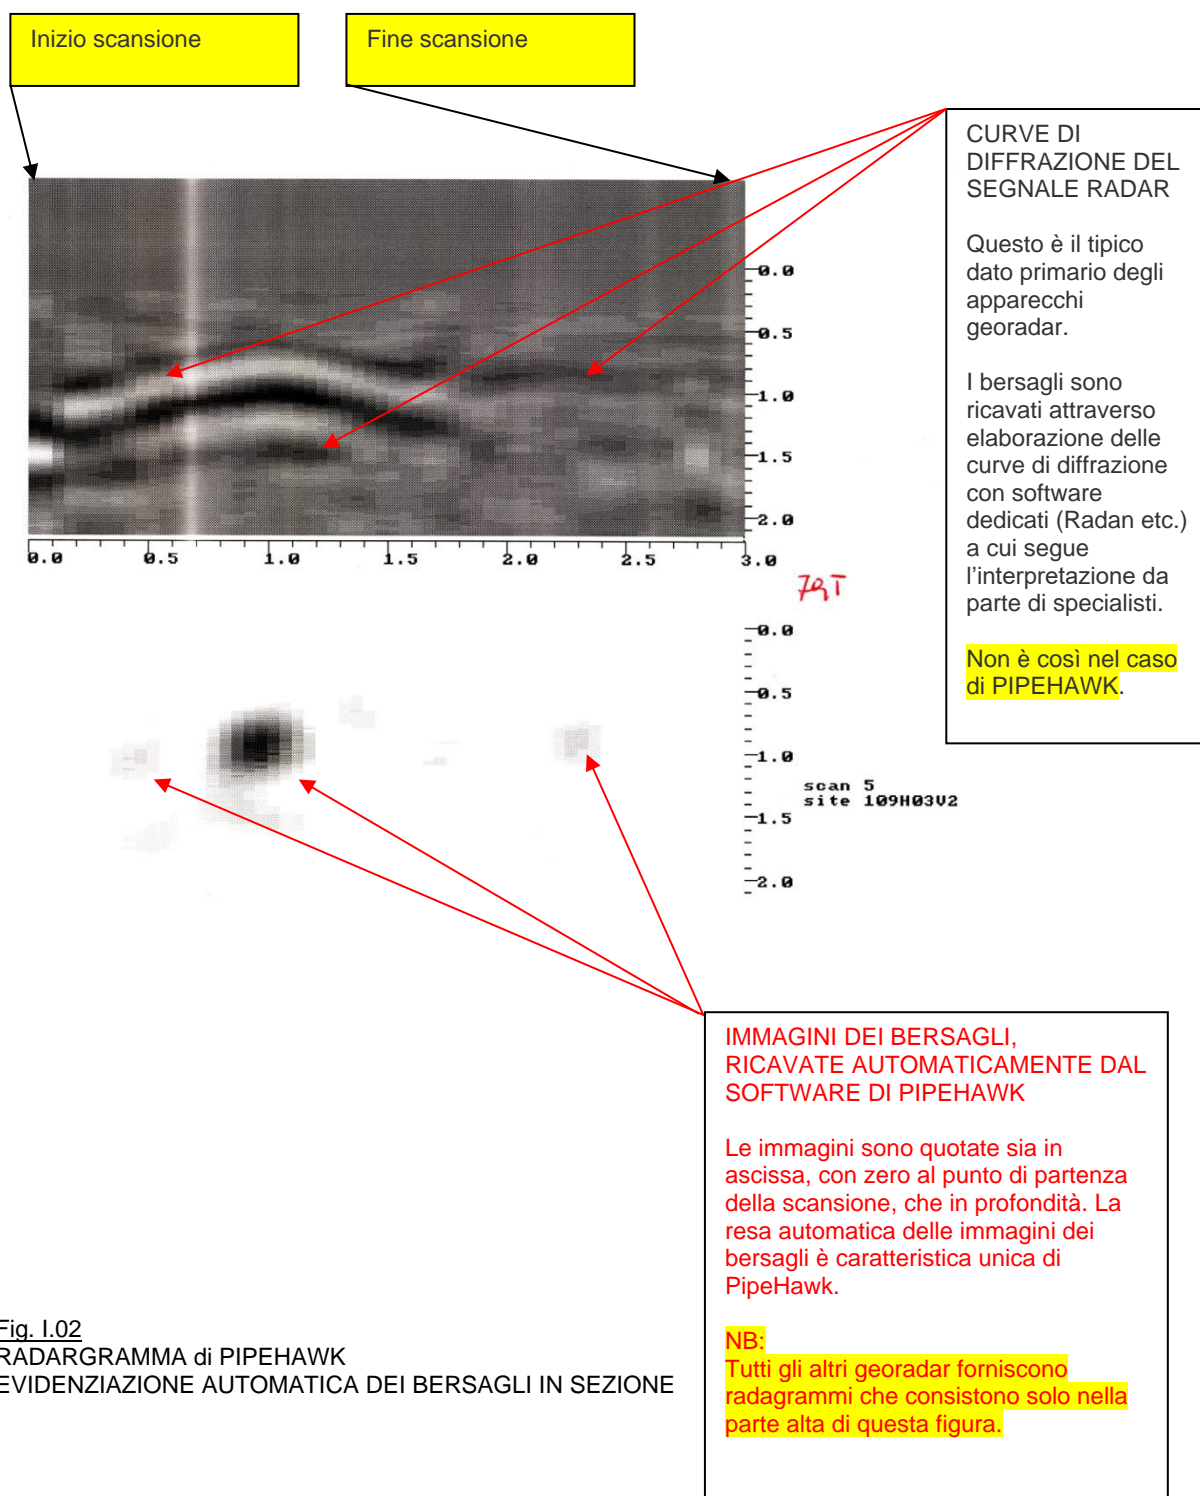 Inizio scansione
Fine scansione
CURVE DI
DIFFRAZIONE DEL
SEGNALE RADAR
Questo è il tipico
dato primario degli
apparecchi
georadar.
I bersagli sono
ricavati attraverso
elaborazione delle
curve di diffrazione
con software
dedicati (Radan etc.)
a cui segue
l'interpretazione da
parte di specialisti.
Non è così nel caso
di PIPEHAWK.
0.0
0.5
1.0
1.5
2.0
0.0 0.5 1.0 1.5 2.0 2.5 3.0
0.0
0.5
1.0
scan 5
site 109H03V2
1.5
2.0
IMMAGINI DEI BERSAGLI,
RICAVATE AUTOMATICAMENTE DAL
SOFTWARE DI PIPEHAWK
Le immagini sono quotate sia in
ascissa, con zero al punto di partenza
della scansione, che in profondità. La
resa automatica delle immagini dei
bersagli è caratteristica unica di
PipeHawk.
NB:
Tutti gli altri georadar forniscono
radagrammi che consistono solo nella
parte alta di questa figura.
Fig. I.02
RADARGRAMMA di PIPEHAWK
EVIDENZIAZIONE AUTOMATICA DEI BERSAGLI IN SEZIONE